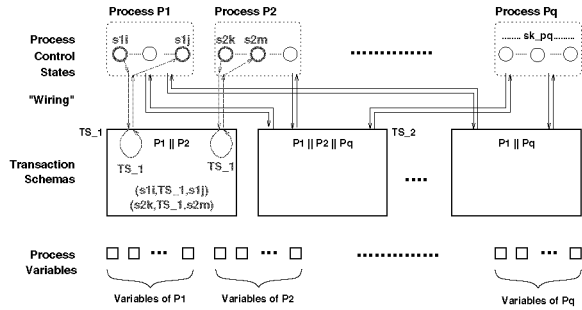 Process P1
Process P2
Process Pq
Process
Control
States
s1i
s1j
s2k
s2m
........ sk_pq.........
"Wiring"
TS_1
TS_2
Transaction
Schemas
P1 || P2
P1 || P2 || Pq
P1 || Pq
TS_1
TS_1
(s1i,TS_1,s1j)
(s2k,TS_1,s2m)
Process
Variables
Variables of P1
Variables of P2
Variables of Pq